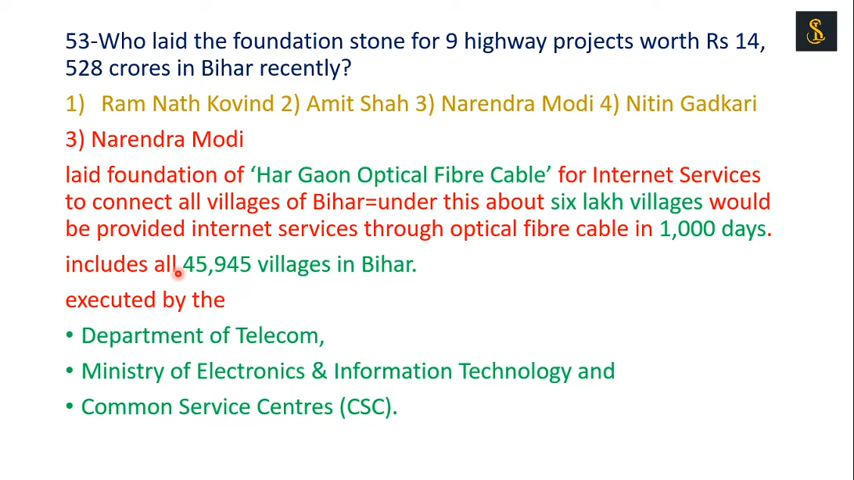 53-Who laid the foundation stone for 9 highway projects worth Rs 14,
528 crores in Bihar recently?
1) Ram Nath Kovind 2) Amit Shah 3) Narendra Modi 4) Nitin Gadkari
3) Narendra Modi
laid foundation of ‘Har Gaon Optical Fibre Cable’ for Internet Services
to connect all villages of Bihar=under this about six lakh villages would
be provided internet services through optical fibre cable in 1,000 days.
includes all 45,945 villages in Bihar.
executed by the
• Department of Telecom,
• Ministry of Electronics & Information Technology and
• Common Service Centres (CSC).